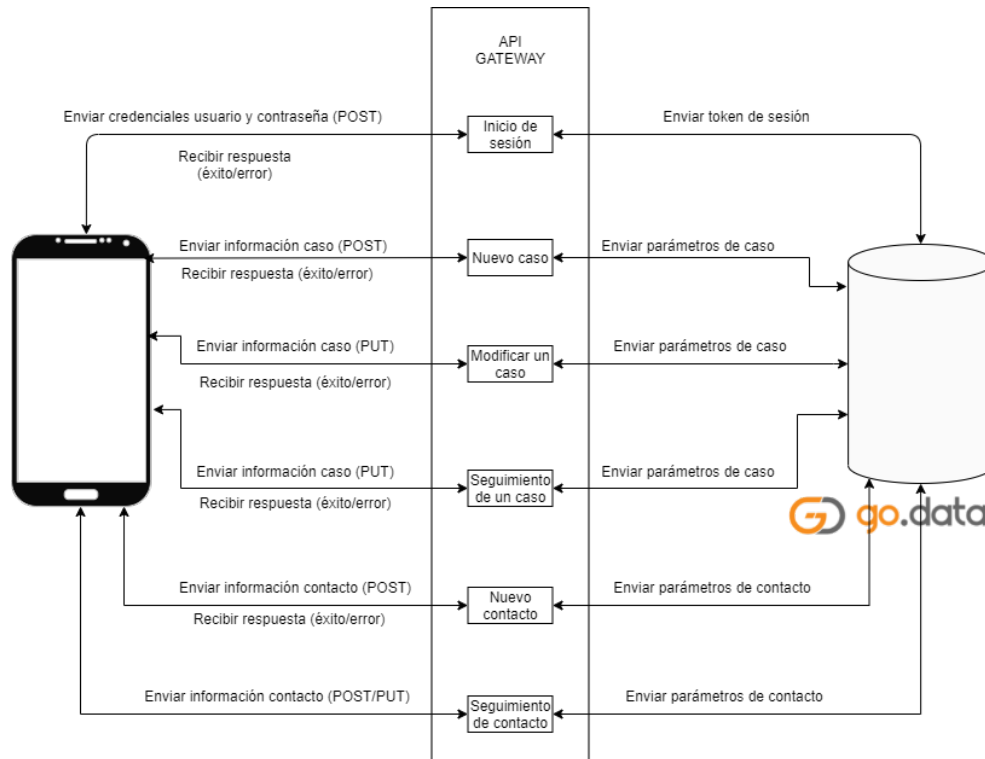 API
GATEWAY
Enviar credenciales usuario y contraseña (POST)
Inicio de
sesión
Enviar token de sesión
Recibir respuesta
(éxito/error)
Enviar información caso (POST)
Nuevo caso
Enviar parámetros de caso
Recibir respuesta (éxito/error)
Enviar información caso (PUT)
Modificar un
caso
Enviar parámetros de caso
Recibir respuesta (éxito/error)
Enviar información caso (PUT)
Seguimiento
de un caso
Enviar parámetros de caso
Recibir respuesta (éxito/error)
go.data
Enviar información contacto (POST)
Nuevo
contacto
Enviar parámetros de contacto
Recibir respuesta (éxito/error)
Enviar información contacto (POST/PUT)
Seguimiento
de contacto
Enviar parámetros de contacto